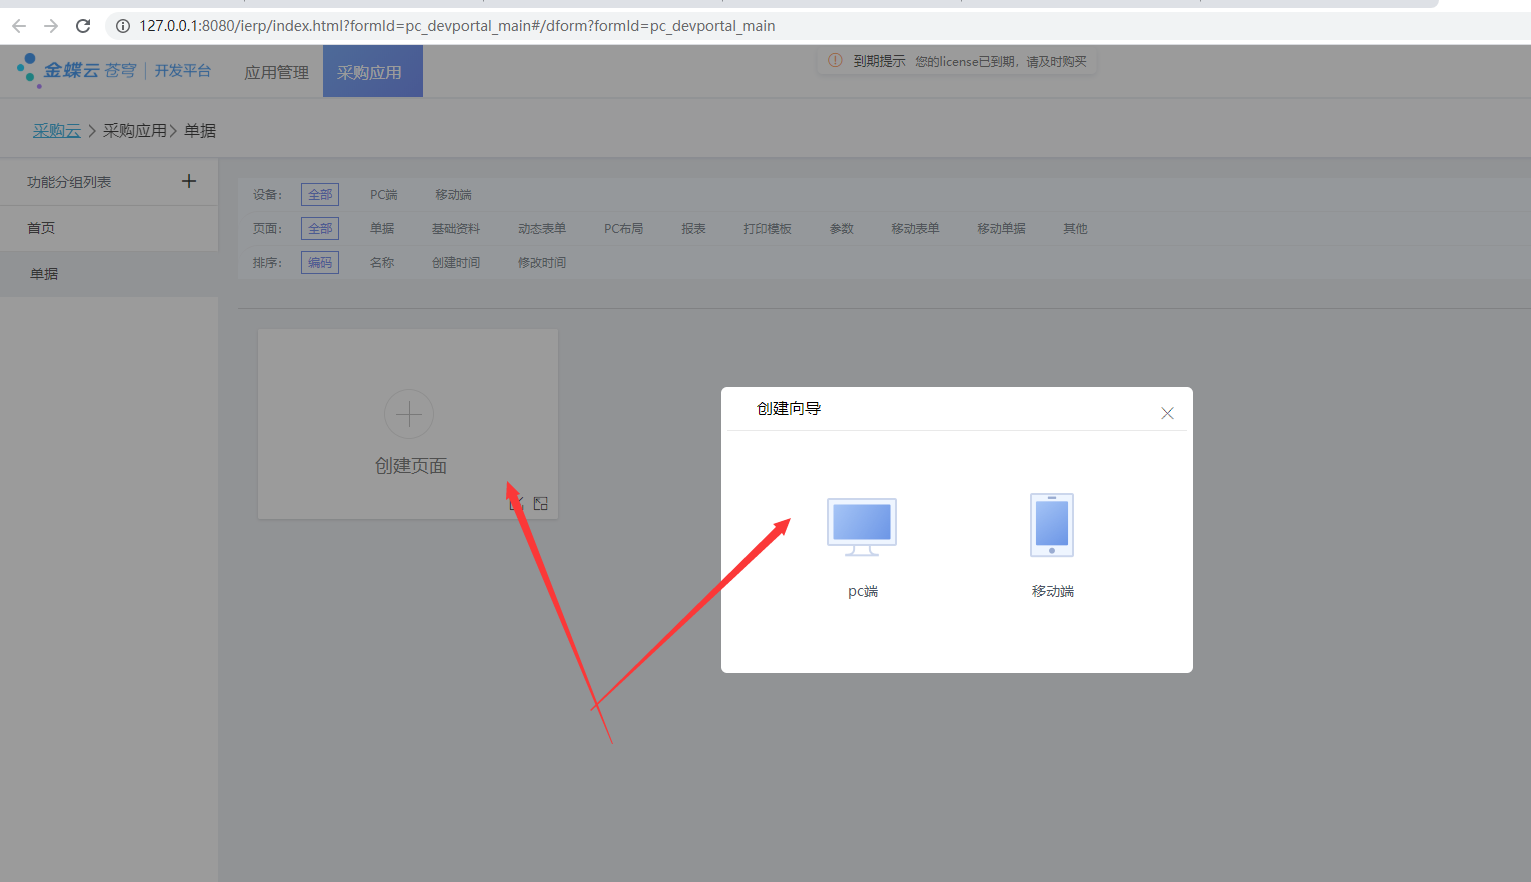 127.0.0.1:8080/ierp/index.html?formId=pc_devportal_main#/dform?formId=pc_devportal_main
金蝶云 苍穹 开发平台 应用管理 采购应用 到期提示 您的license已到期，请及时购买
采购云 > 采购应用 > 单据
功能分组列表
首页
单据
设备： 全部 PC端 移动端
页面： 全部 单据 基础资料 动态表单 PC布局 报表 打印模板 参数 移动表单 移动单据 其他
排序： 编码 名称 创建时间 修改时间
创建页面
创建向导
pc端 移动端